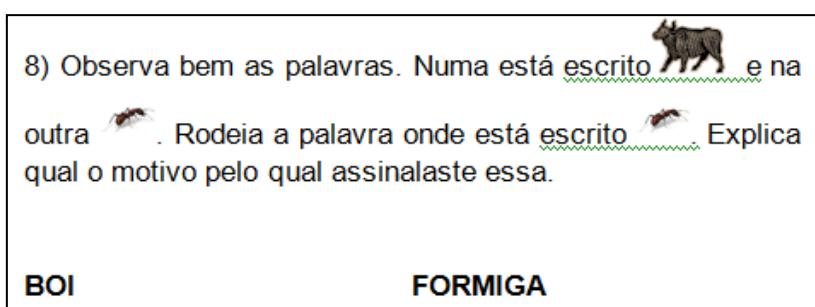 8) Observa bem as palavras. Numa está escrito e na
outra . Rodeia a palavra onde está escrito . Explica
qual o motivo pelo qual assinalaste essa.
BOI FORMIGA